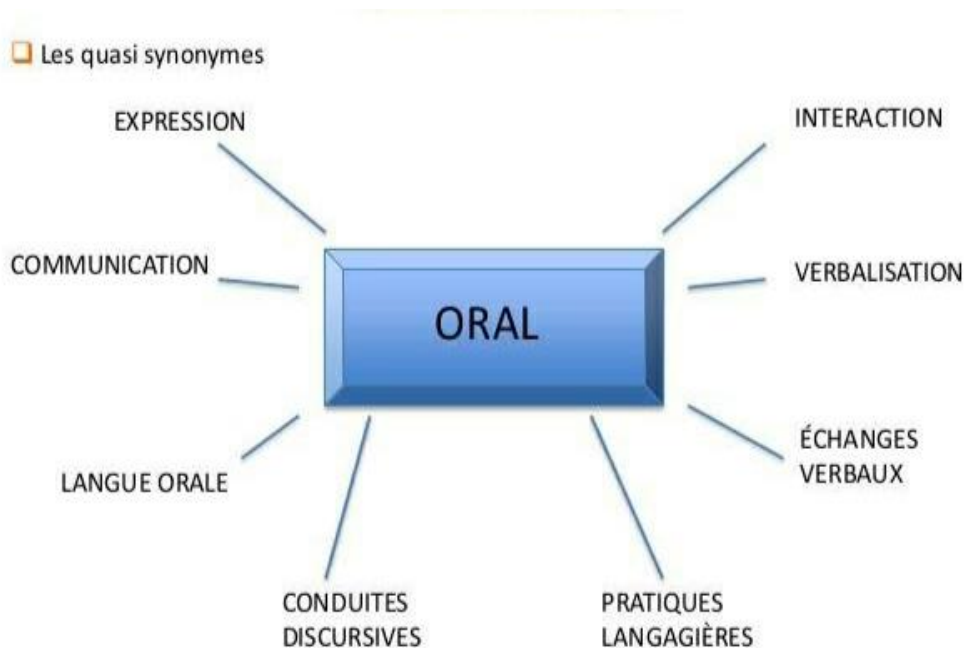 Les quasi synonymes
EXPRESSION
INTERACTION
COMMUNICATION
VERBALISATION
ORAL
LANGUE ORALE
ÉCHANGES
VERBAUX
CONDUITES
DISCURSIVES
PRATIQUES
LANGAGIÈRES